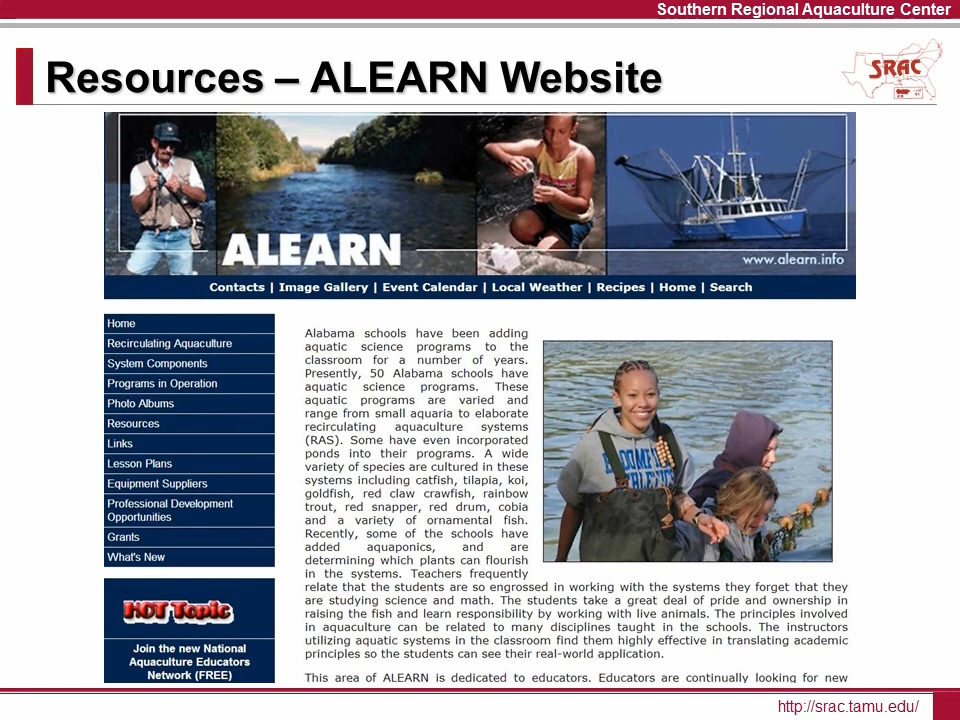 Southern Regional Aquaculture Center
Resources – ALEARN Website
SRAC
ALEARN
www.alearn.info
Contacts | Image Gallery | Event Calendar | Local Weather | Recipes | Home | Search
Home
Recirculating Aquaculture
System Components
Programs in Operation
Photo Albums
Resources
Links
Lesson Plans
Equipment Suppliers
Professional Development
Opportunities
Grants
What's New
HOT Topic
Join the new National
Aquaculture Educators
Network (FREE)
Alabama schools have been adding
aquatic science programs to the
classroom for a number of years.
Presently, 50 Alabama schools have
aquatic science programs. These
aquatic programs are varied and
range from small aquaria to elaborate
recirculating aquaculture systems
(RAS). Some have even incorporated
ponds into their programs. A wide
variety of species are cultured in these
systems including catfish, tilapia, koi,
goldfish, red claw crawfish, rainbow
trout, red snapper, red drum, cobia
and a variety of ornamental fish.
Recently, some of the schools have
added aquaponics, and are
determining which plants can flourish
in the systems. Teachers frequently
relate that the students are so engrossed in working with the systems they forget that they
are studying science and math. The students take a great deal of pride and ownership in
raising the fish and learn responsibility by working with live animals. The principles involved
in aquaculture can be related to many disciplines taught in the schools. The instructors
utilizing aquatic systems in the classroom find them highly effective in translating academic
principles so the students can see their real-world application.
This area of ALEARN is dedicated to educators. Educators are continually looking for new
http://srac.tamu.edu/